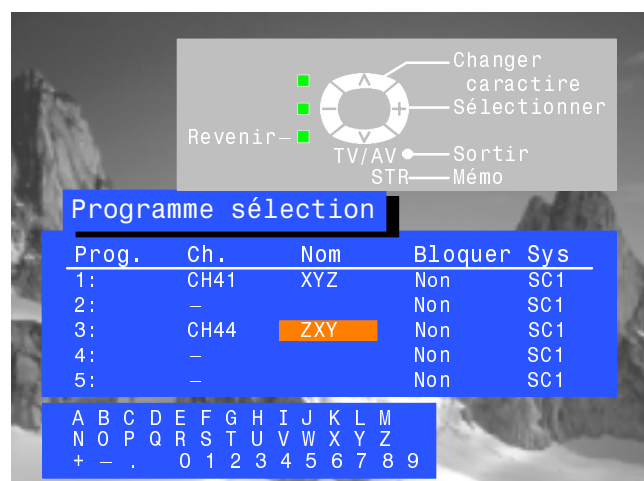 Changer
caractire
Sélectionner
Revenir–
TV/AV Sortir
STR Mémo
Programme sélection
Prog. Ch. Nom Bloquer Sys
1: CH41 XYZ Non SC1
2: – Non SC1
3: CH44 ZXY Non SC1
4: – Non SC1
5: – Non SC1
A B C D E F G H I J K L M
N O P Q R S T U V W X Y Z
+ – . 0 1 2 3 4 5 6 7 8 9